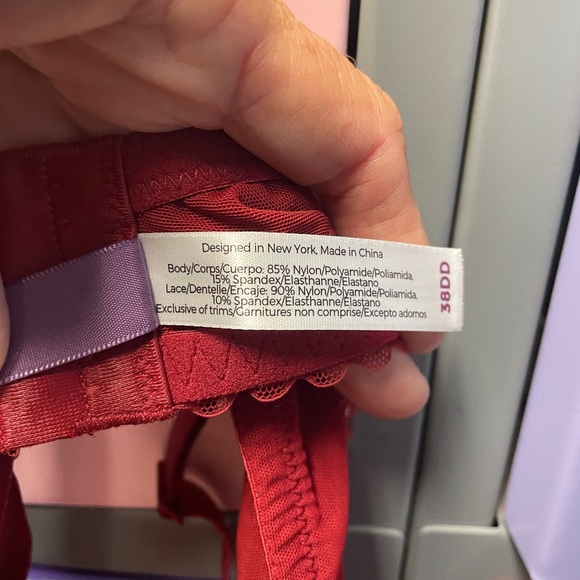 Designed in New York, Made in China
Body/Corps/Cuerpo: 85% Nylon/Polyamide/Poliamida,
15% Spandex/Elasthanne/Elastano
Lace/Dentelle/Encaje: 90% Nylon/Polyamide/Poliamida,
10% Spandex/Elasthanne/Elastano
Exclusive of trims/Garnitures non comprise/Excepto adornos
38DD